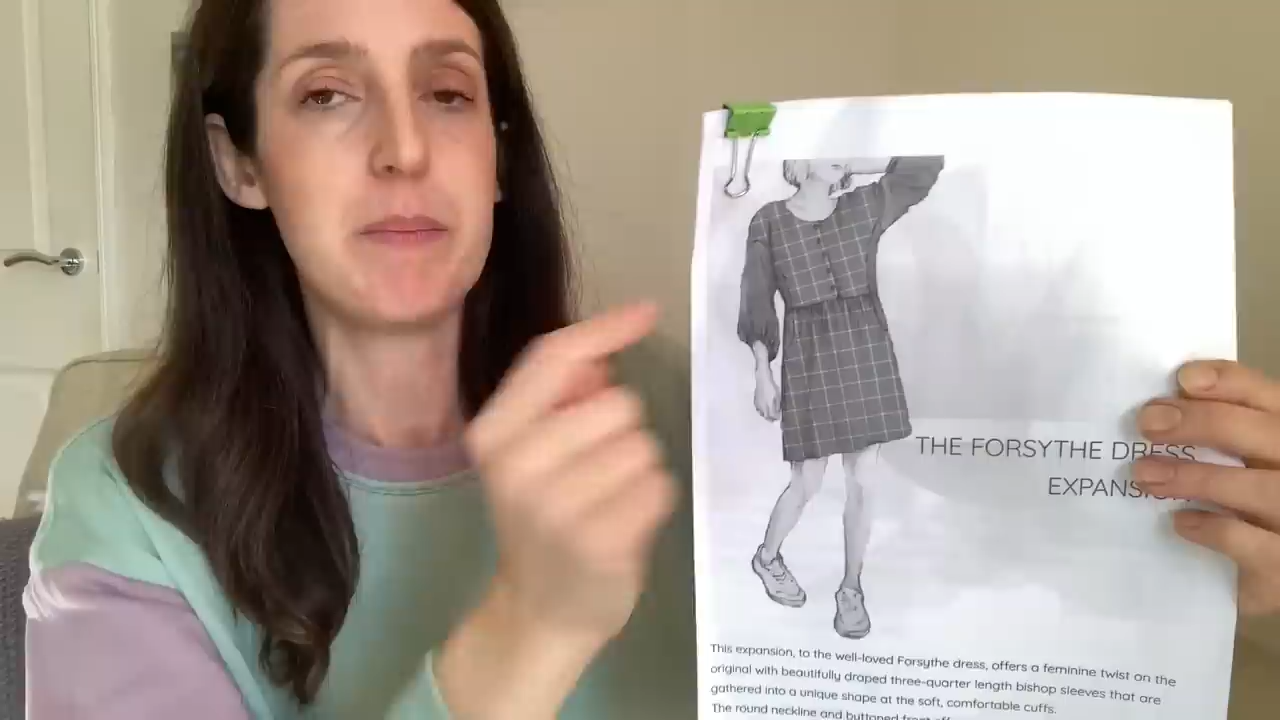 THE FORSYTHE DRESS
EXPANSION
This expansion, to the well-loved Forsythe dress, offers a feminine twist on the
original with beautifully draped three-quarter length bishop sleeves that are
gathered into a unique shape at the soft, comfortable cuffs.
The round neckline and buttoned front